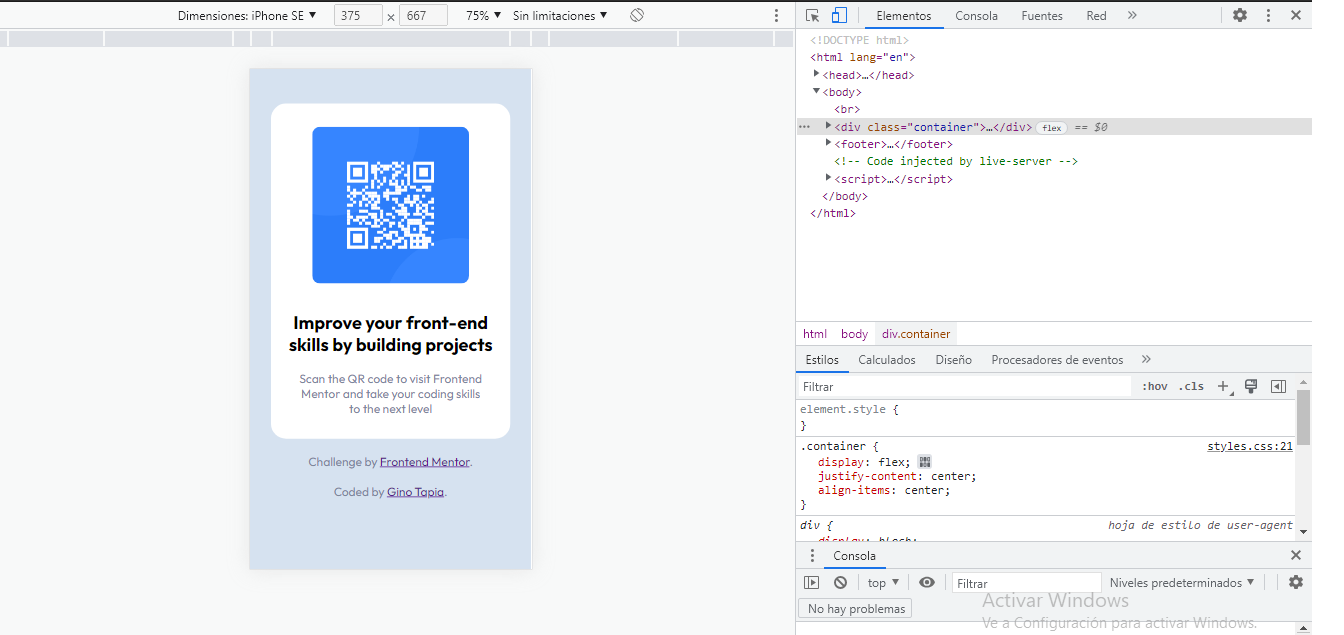 Dimensiones: iPhone SE ▼ 375 × 667 75% ▼ Sin limitaciones ▼
Elementos Consola Fuentes Red »
<!DOCTYPE html>
<html lang="en">
<head>…</head>
<body>
<br>
<div class="container">…</div> flex == $0
<footer>…</footer>
<!-- Code injected by live-server -->
<script>…</script>
</body>
</html>
html body div.container
Estilos Calculados Diseño Procesadores de eventos »
Filtrar :hov .cls +
element.style {
}
.container { styles.css:21
display: flex;
justify-content: center;
align-items: center;
}
div { hoja de estilo de user-agent
display: block;
Consola
top ▼ Filtrar Niveles predeterminados ▼
No hay problemas
Activar Windows
Ve a Configuración para activar Windows.
Improve your front-end
skills by building projects
Scan the QR code to visit Frontend
Mentor and take your coding skills
to the next level
Challenge by Frontend Mentor.
Coded by Gino Tapia.